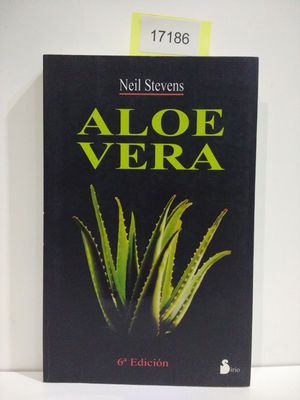 17186
Neil Stevens
ALOE
VERA
6ª Edición
Sirio